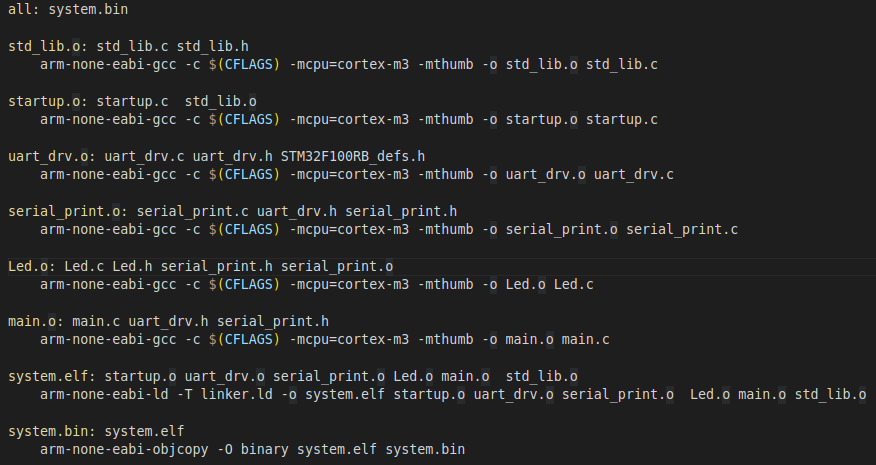 all: system.bin
std_lib.o: std_lib.c std_lib.h
arm-none-eabi-gcc -c $(CFLAGS) -mcpu=cortex-m3 -mthumb -o std_lib.o std_lib.c
startup.o: startup.c  std_lib.o
arm-none-eabi-gcc -c $(CFLAGS) -mcpu=cortex-m3 -mthumb -o startup.o startup.c
uart_drv.o: uart_drv.c uart_drv.h STM32F100RB_defs.h
arm-none-eabi-gcc -c $(CFLAGS) -mcpu=cortex-m3 -mthumb -o uart_drv.o uart_drv.c
serial_print.o: serial_print.c uart_drv.h serial_print.h
arm-none-eabi-gcc -c $(CFLAGS) -mcpu=cortex-m3 -mthumb -o serial_print.o serial_print.c
Led.o: Led.c Led.h serial_print.h serial_print.o
arm-none-eabi-gcc -c $(CFLAGS) -mcpu=cortex-m3 -mthumb -o Led.o Led.c
main.o: main.c uart_drv.h serial_print.h
arm-none-eabi-gcc -c $(CFLAGS) -mcpu=cortex-m3 -mthumb -o main.o main.c
system.elf: startup.o uart_drv.o serial_print.o Led.o main.o  std_lib.o
arm-none-eabi-ld -T linker.ld -o system.elf startup.o uart_drv.o serial_print.o  Led.o main.o std_lib.o
system.bin: system.elf
arm-none-eabi-objcopy -O binary system.elf system.bin